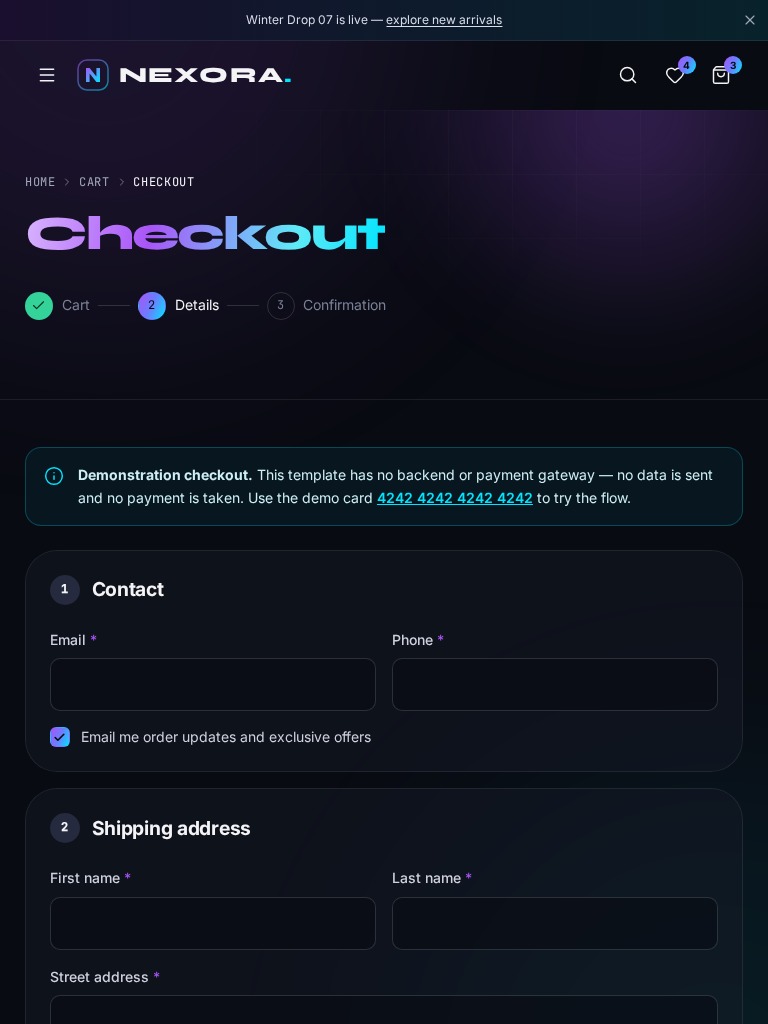 Winter Drop 07 is live — explore new arrivals
N NEXORA.
4
3
HOME > CART > CHECKOUT
Checkout
Cart
2 Details
3 Confirmation
Demonstration checkout. This template has no backend or payment gateway — no data is sent
and no payment is taken. Use the demo card 4242 4242 4242 4242 to try the flow.
1 Contact
Email *
Phone *
Email me order updates and exclusive offers
2 Shipping address
First name *
Last name *
Street address *